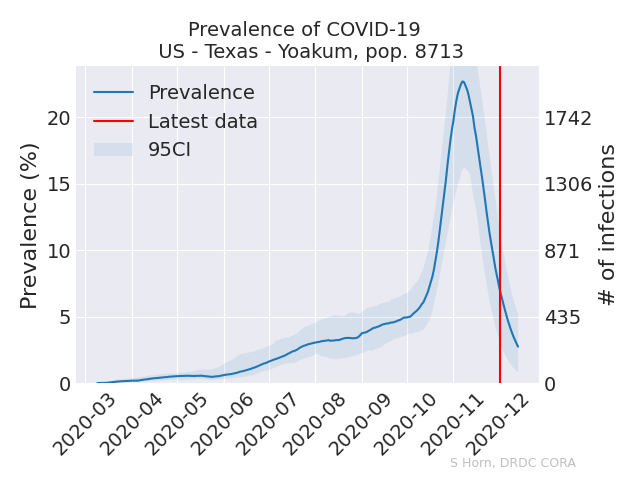 Prevalence of COVID-19
US - Texas - Yoakum, pop. 8713
Prevalence
Latest data
95CI
Prevalence (%)
20
15
10
5
0
1742
1306
871
435
0
# of infections
2020-03
2020-04
2020-05
2020-06
2020-07
2020-08
2020-09
2020-10
2020-11
2020-12
S Horn, DRDC CORA